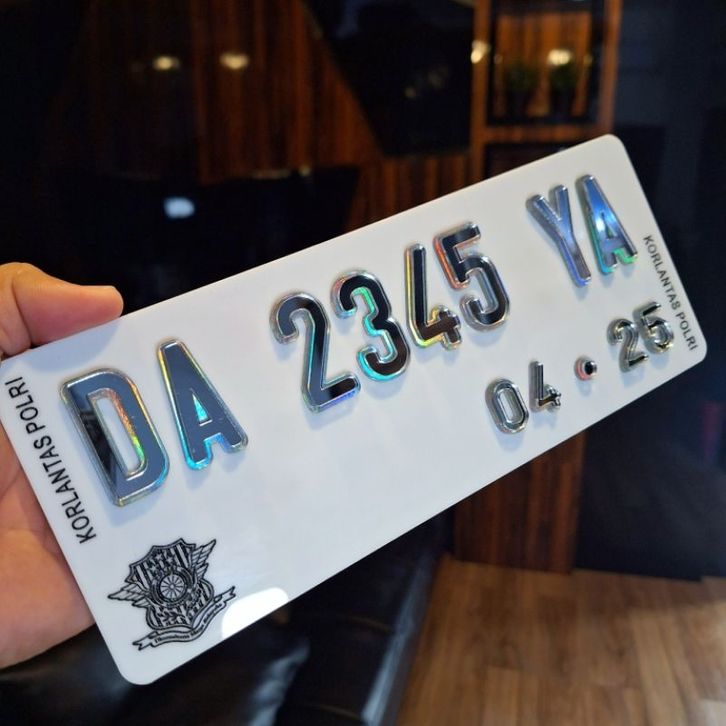 DA 2345 YA
04 • 25
KORLANTAS POLRI
KORLANTAS POLRI